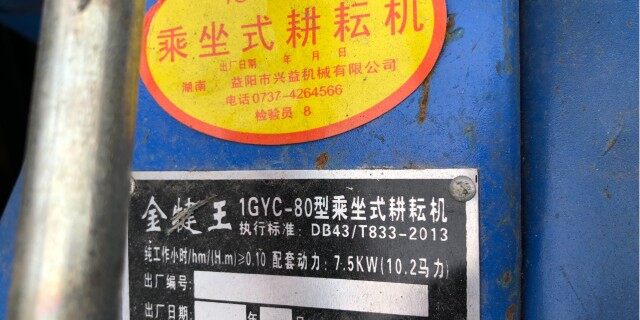 乘坐式耕耘机
出厂日期 年 月 日
湖南 益阳市兴益机械有限公司
电话0737-4264566
检验员 8
金键王 1GYC-80型乘坐式耕耘机
执行标准: DB43/T833-2013
纯工作小时/hm/(H.m)≥0.10 配套动力: 7.5KW(10.2马力)
出厂编号:
出厂日期: 年 月